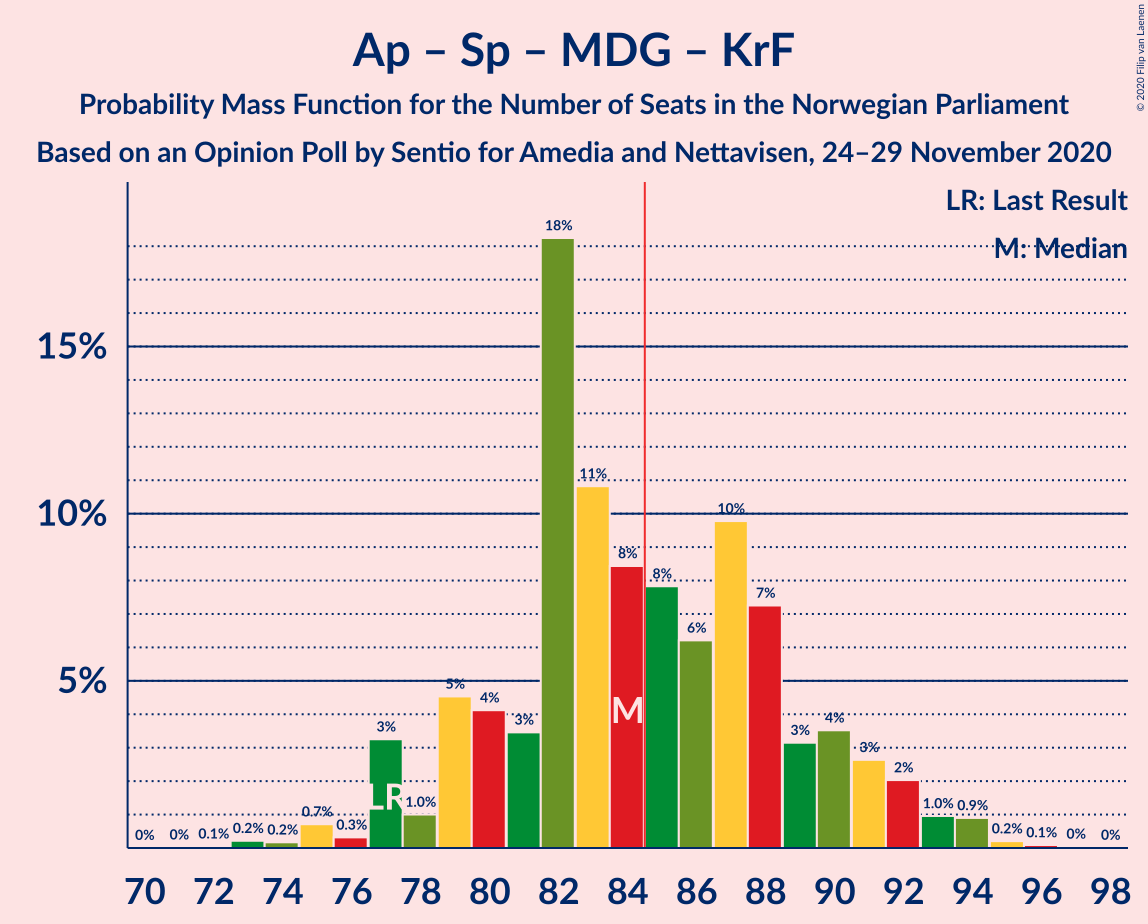 Ap – Sp – MDG – KrF
Probability Mass Function for the Number of Seats in the Norwegian Parliament
Based on an Opinion Poll by Sentio for Amedia and Nettavisen, 24–29 November 2020
© 2020 Filip van Laenen
LR: Last Result
M: Median
18%
15%
11%
10%
10%
8%
8%
7%
6%
5%
5%
4%
3%
3%
M
3%
4%
3%
2%
LR
1.0%
0.7%
0.3%
0% 0% 0.1% 0.2% 0.2%
1.0% 0.9%
0.2% 0.1% 0% 0%
70 72 74 76 78 80 82 84 86 88 90 92 94 96 98